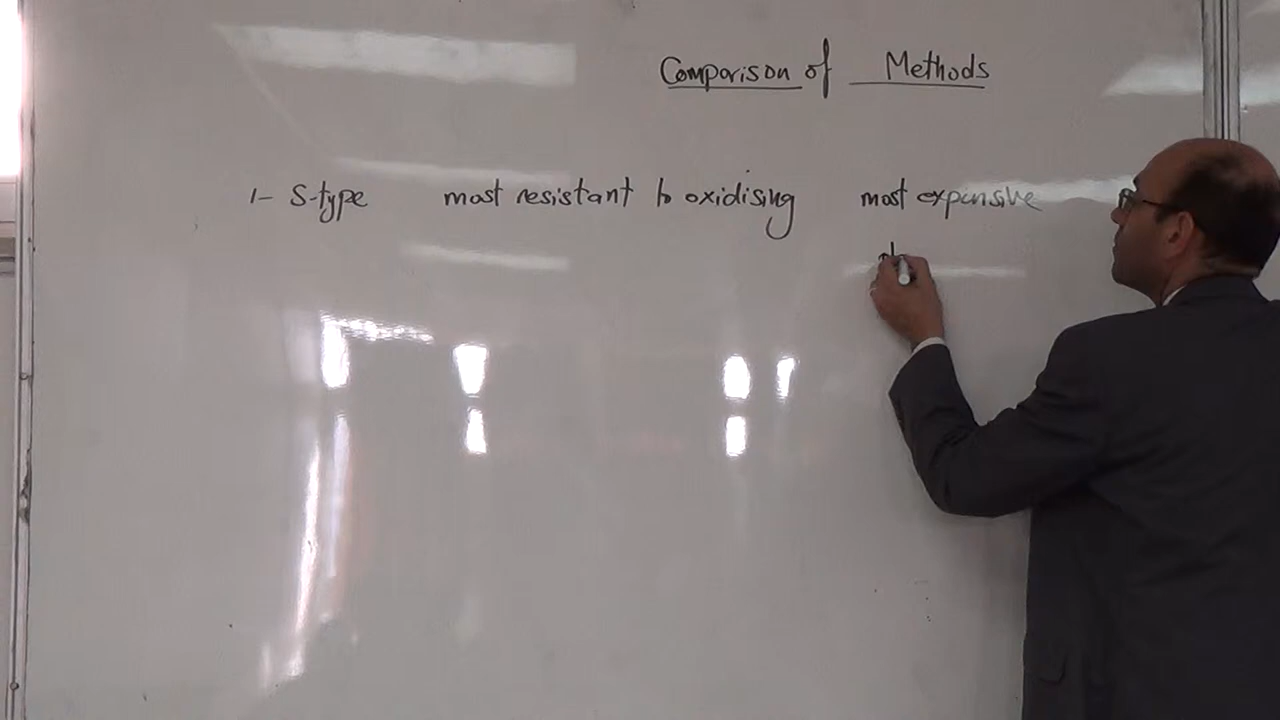 Comparison of Methods
1- S-type most resistant to oxidising most expensive